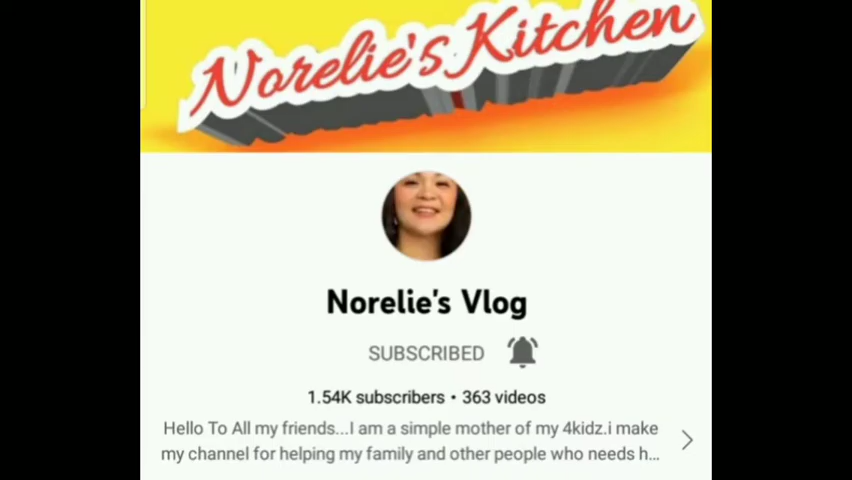 Norelie's Kitchen
Norelie's Vlog
SUBSCRIBED
1.54K subscribers • 363 videos
Hello To All my friends...I am a simple mother of my 4kidz.i make
my channel for helping my family and other people who needs h...